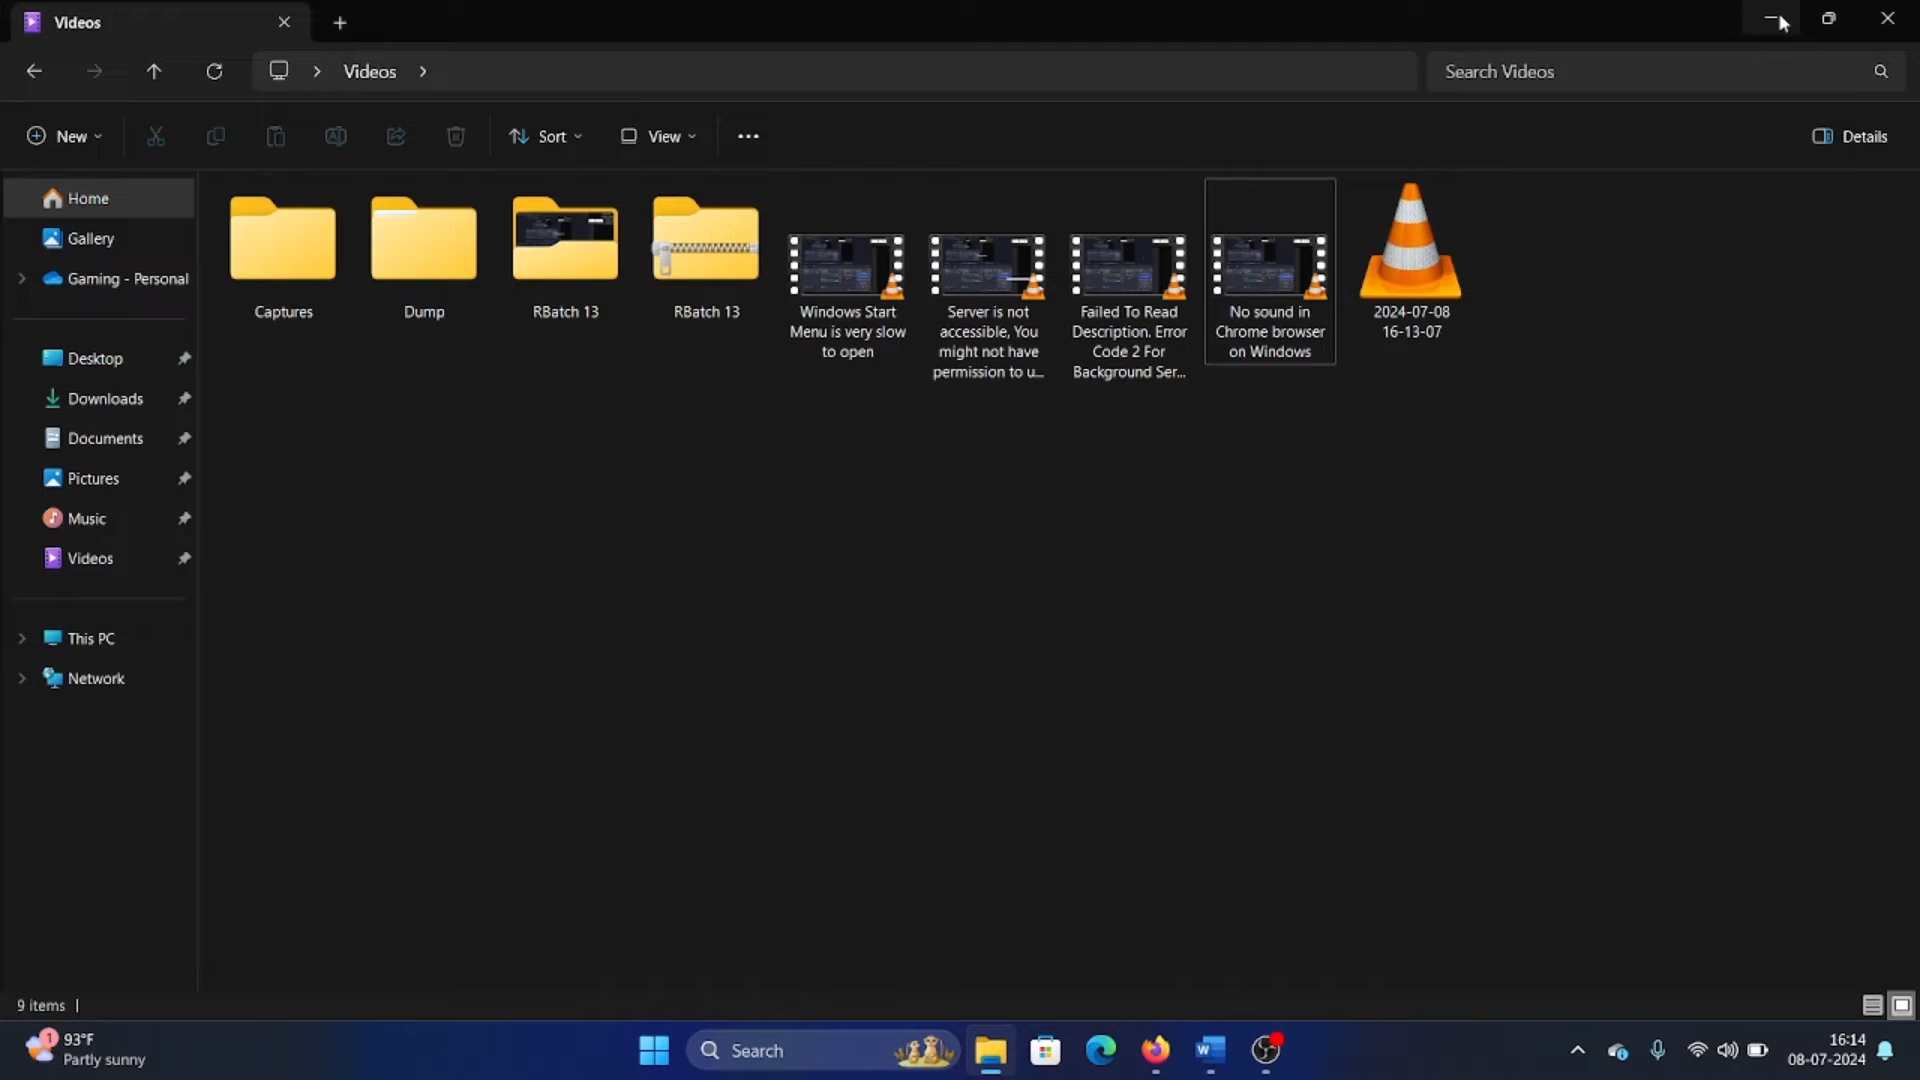 Videos
Videos
Search Videos
New
Sort
View
Details
Home
Gallery
Gaming - Personal
Desktop
Downloads
Documents
Pictures
Music
Videos
This PC
Network
Captures
Dump
RBatch 13
RBatch 13
Windows Start
Menu is very slow
to open
Server is not
accessible, You
might not have
permission to u...
Failed To Read
Description. Error
Code 2 For
Background Ser...
No sound in
Chrome browser
on Windows
2024-07-08
16-13-07
9 items
1
93°F
Partly sunny
Search
W
16:14
08-07-2024